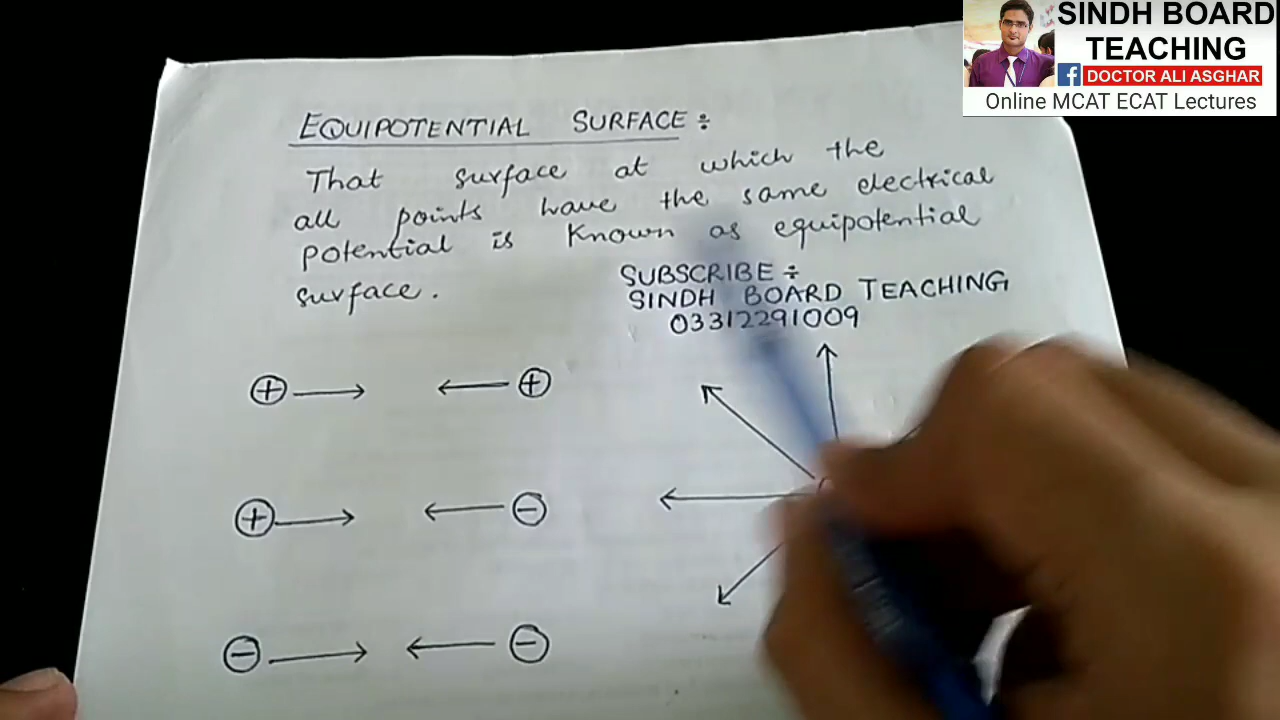 SINDH BOARD
TEACHING
f DOCTOR ALI ASGHAR
Online MCAT ECAT Lectures
EQUIPOTENTIAL SURFACE ÷
That surface at which the
all points have the same electrical
potential is known as equipotential
surface.
SUBSCRIBE ÷
SINDH BOARD TEACHING
03312291009
+ +
+ −
− −